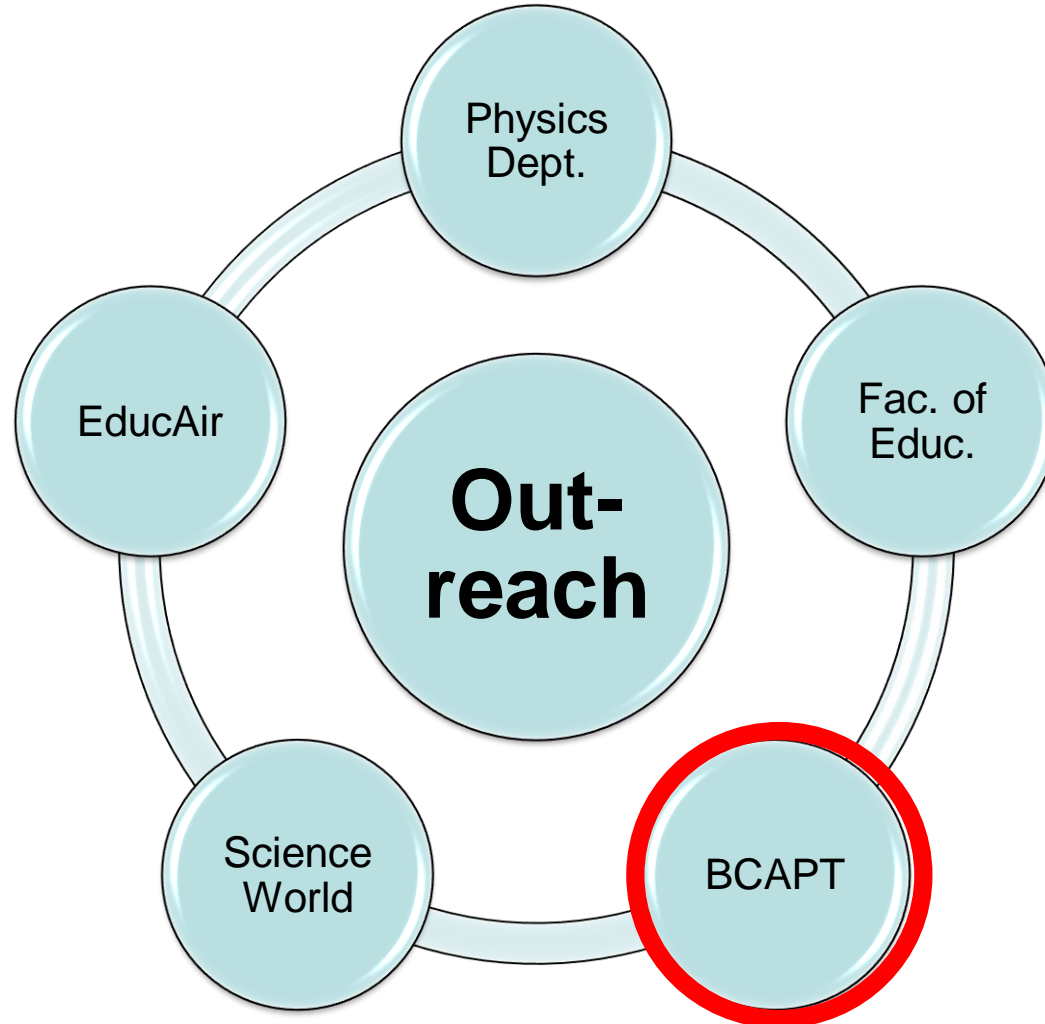 Physics
Dept.
Fac. of
Educ.
EducAir
Out-
reach
Science
World
BCAPT